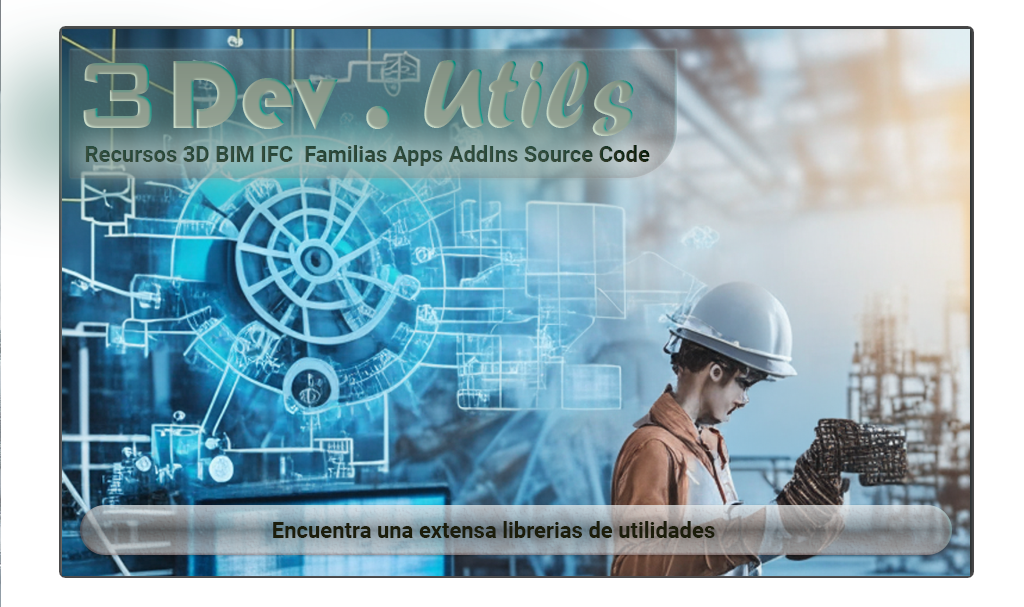 3Dev.Utils
Recursos 3D BIM IFC Familias Apps AddIns Source Code
Encuentra una extensa librerias de utilidades